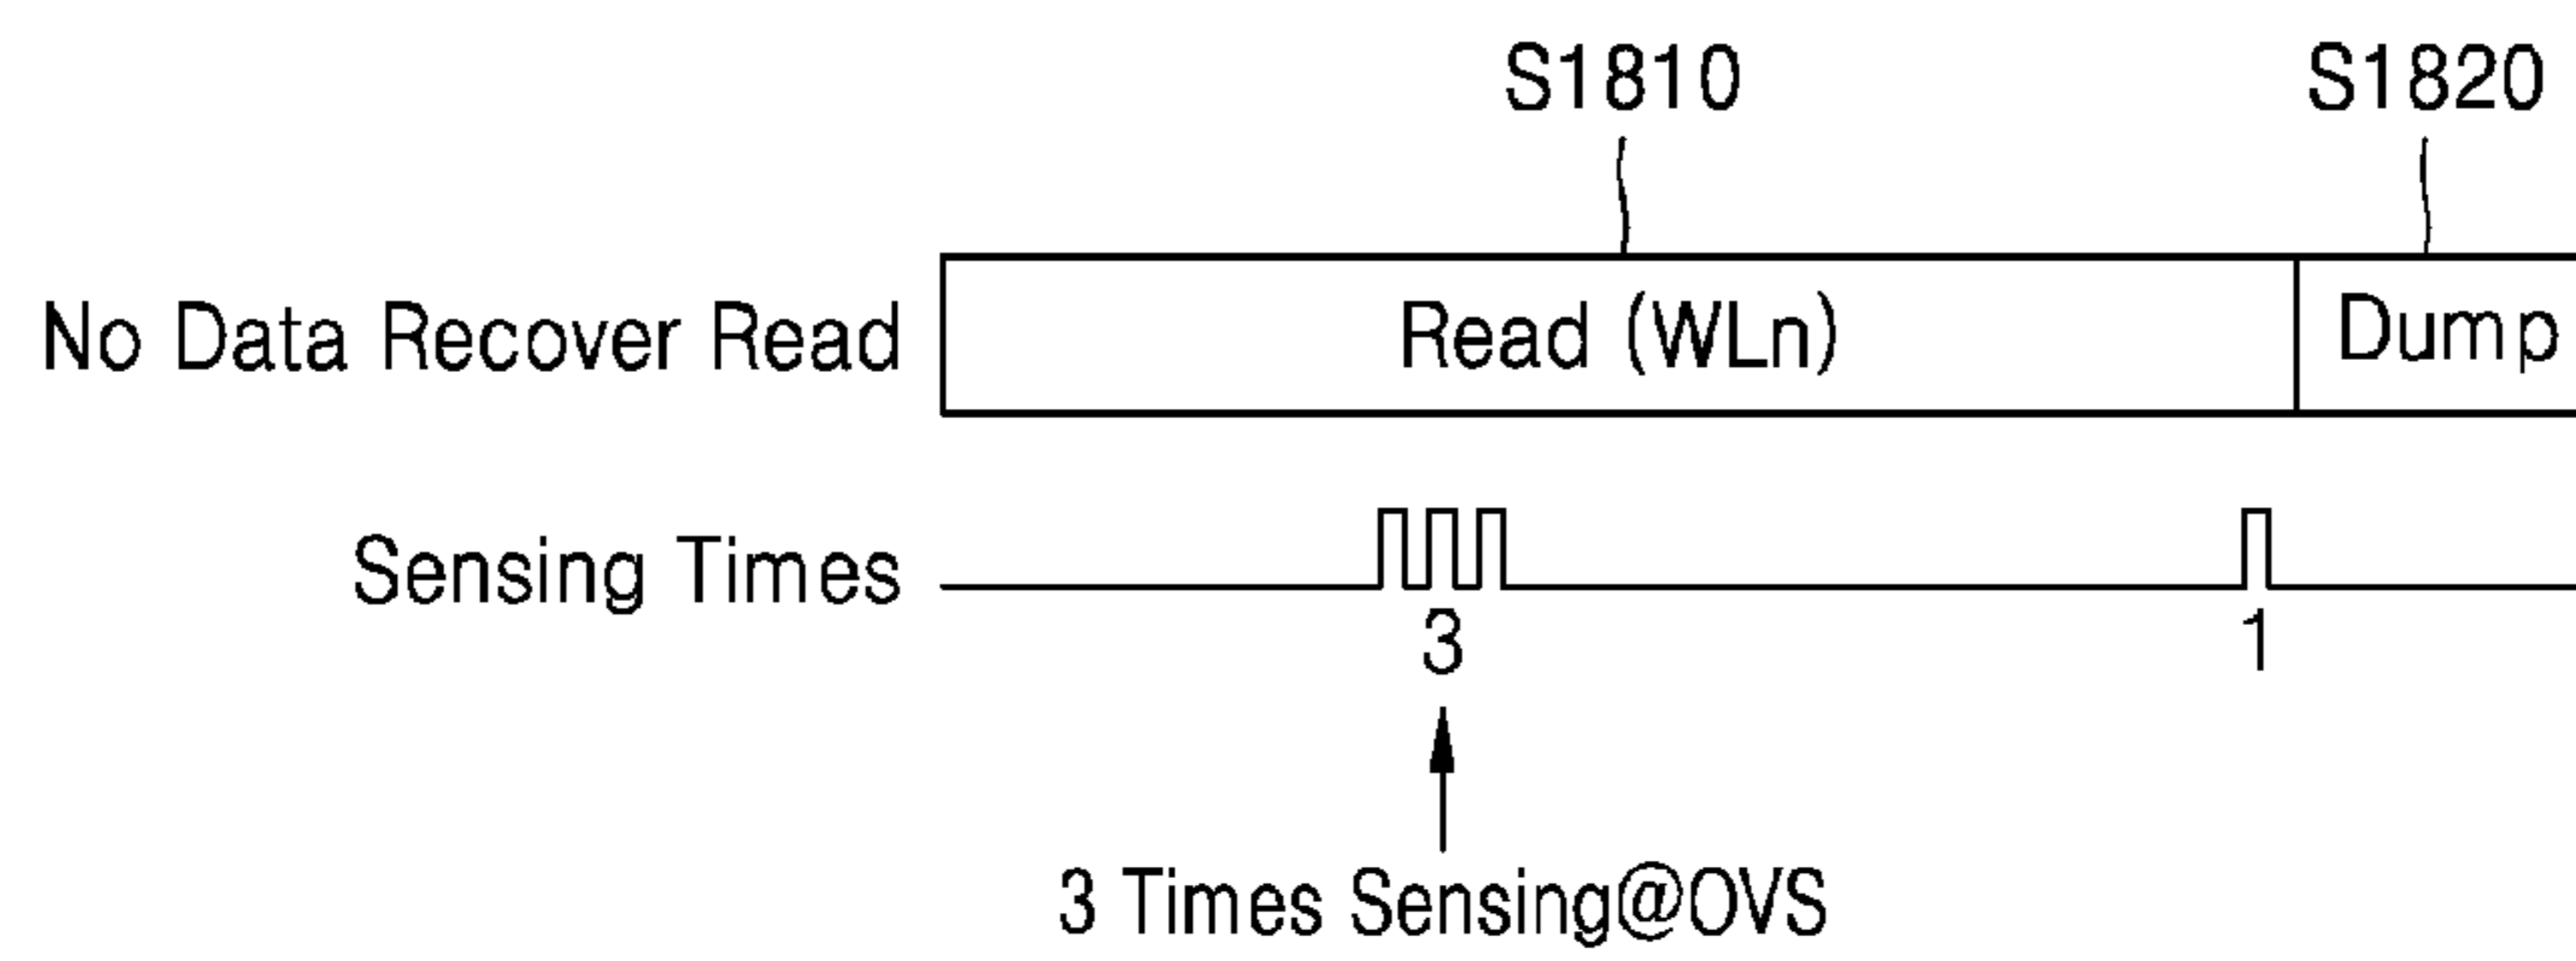 S1810 S1820
No Data Recover Read Read (WLn) Dump
Sensing Times
3 1
3 Times Sensing@OVS